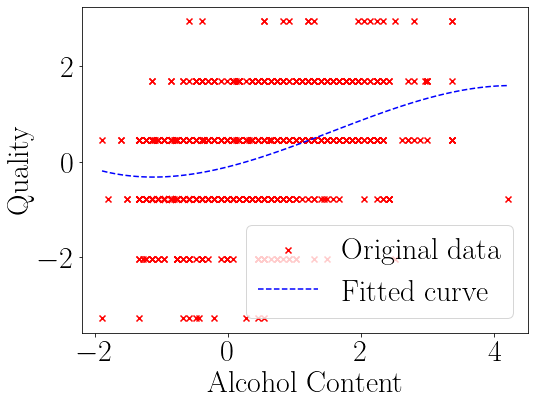 2
0
−2
Quality
Original data
Fitted curve
−2 0 2 4
Alcohol Content